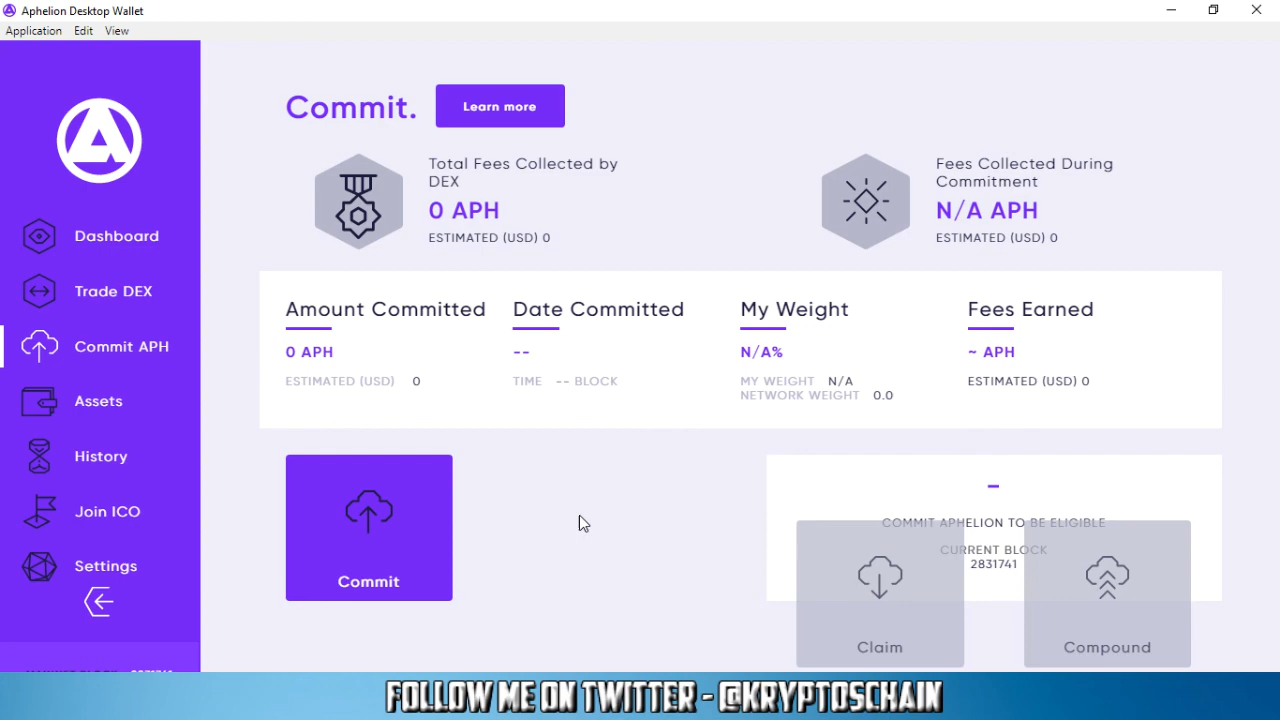 Aphelion Desktop Wallet
Application Edit View
Commit.
Learn more
Total Fees Collected by
DEX
0 APH
ESTIMATED (USD) 0
Fees Collected During
Commitment
N/A APH
ESTIMATED (USD) 0
Dashboard
Trade DEX
Commit APH
Assets
History
Join ICO
Settings
Amount Committed
0 APH
ESTIMATED (USD) 0
Date Committed
--
TIME -- BLOCK
My Weight
N/A%
MY WEIGHT N/A
NETWORK WEIGHT 0.0
Fees Earned
~ APH
ESTIMATED (USD) 0
Commit
–
COMMIT APHELION TO BE ELIGIBLE
CURRENT BLOCK
2831741
Claim
Compound
FOLLOW ME ON TWITTER - @KRYPTOSCHAIN